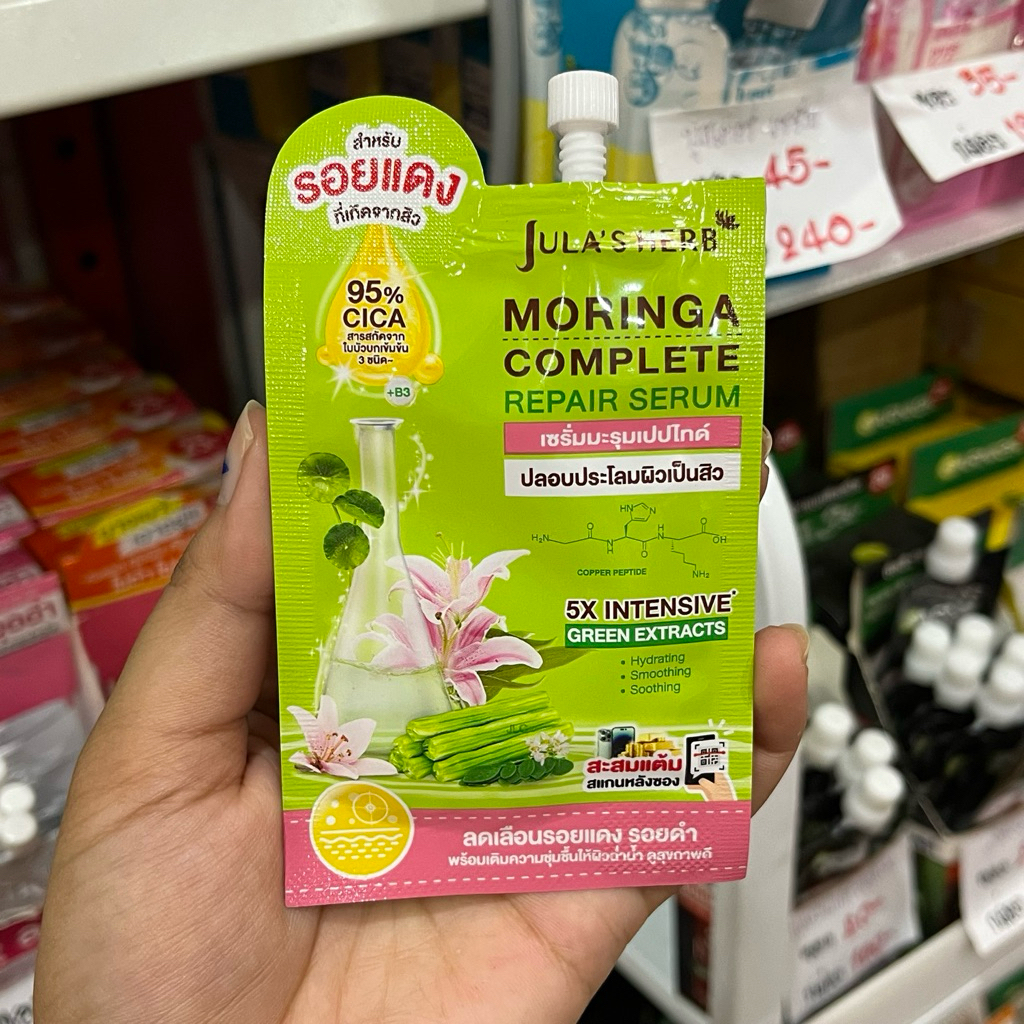 สำหรับ
รอยแดง
ที่เกิดจากสิว
95%
CICA
สารสกัดจาก
ใบบัวบกเข้มข้น
3 ชนิด~
+B3
JULA'S HERB
MORINGA
COMPLETE
REPAIR SERUM
เซรั่มมะรุมเปปไทด์
ปลอบประโลมผิวเป็นสิว
HN
N
H₂N
O
N
H
O
H
N
O
OH
NH₂
COPPER PEPTIDE
5X INTENSIVE*
GREEN EXTRACTS
• Hydrating
• Smoothing
• Soothing
สะสมแต้ม
สแกนหลังซอง
ลดเลือนรอยแดง รอยดำ
พร้อมเติมความชุ่มชื้นให้ผิวฉ่ำน้ำ ดูสุขภาพดี
45-
240-
35-